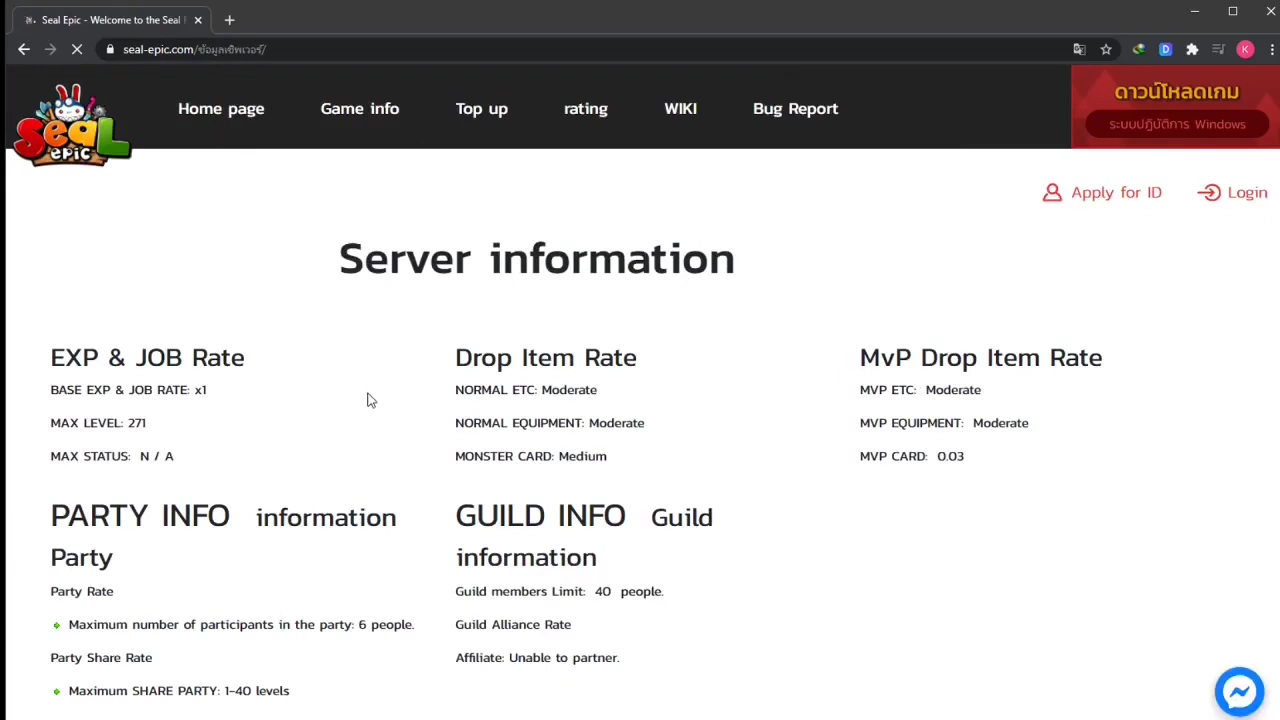 Seal Epic - Welcome to the Seal
seal-epic.com/ข้อมูลเซิพเวอร์/
K
SeaL
EPIC
Home page
Game info
Top up
rating
WIKI
Bug Report
ดาวน์โหลดเกม
ระบบปฏิบัติการ Windows
Apply for ID
Login
Server information
EXP & JOB Rate
BASE EXP & JOB RATE: x1
MAX LEVEL: 271
MAX STATUS: N / A
Drop Item Rate
NORMAL ETC: Moderate
NORMAL EQUIPMENT: Moderate
MONSTER CARD: Medium
MvP Drop Item Rate
MVP ETC: Moderate
MVP EQUIPMENT: Moderate
MVP CARD: 0.03
PARTY INFO information
Party
Party Rate
Maximum number of participants in the party: 6 people.
Party Share Rate
Maximum SHARE PARTY: 1-40 levels
GUILD INFO Guild
information
Guild members Limit: 40 people.
Guild Alliance Rate
Affiliate: Unable to partner.